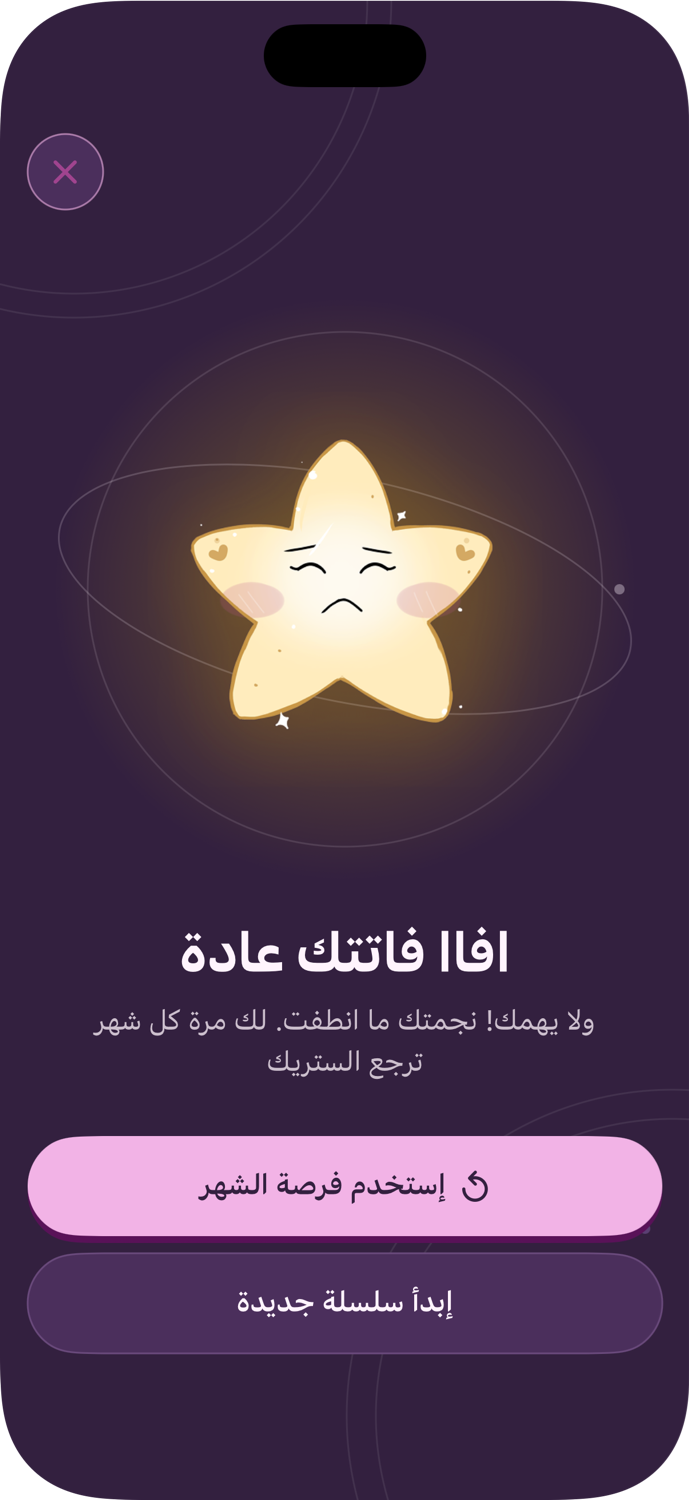 افاا فاتتك عادة
ولا يهمك! نجمتك ما انطفت. لك مرة كل شهر
ترجع الستريك
إستخدم فرصة الشهر
إبدأ سلسلة جديدة